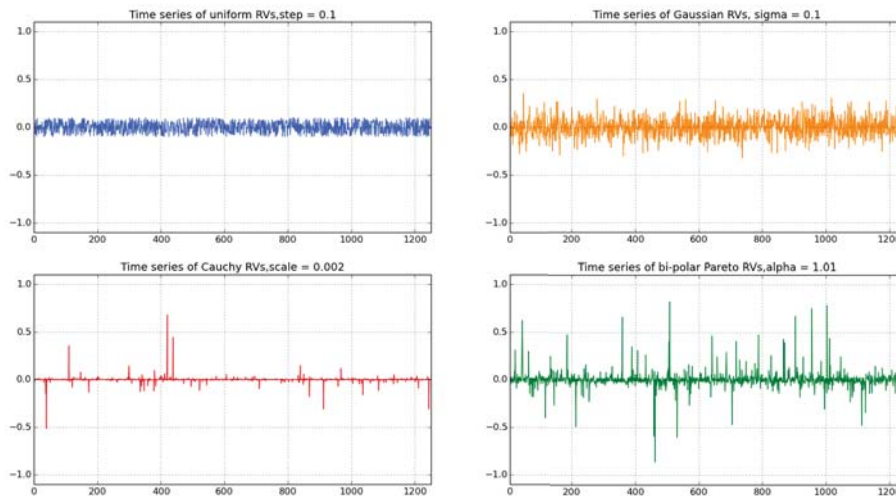 Time series of uniform RVs,step = 0.1
1.0
0.5
0.0
−0.5
−1.0
0 200 400 600 800 1000 1200
Time series of Gaussian RVs, sigma = 0.1
1.0
0.5
0.0
−0.5
−1.0
0 200 400 600 800 1000 1200
Time series of Cauchy RVs,scale = 0.002
1.0
0.5
0.0
−0.5
−1.0
0 200 400 600 800 1000 1200
Time series of bi-polar Pareto RVs,alpha = 1.01
1.0
0.5
0.0
−0.5
−1.0
0 200 400 600 800 1000